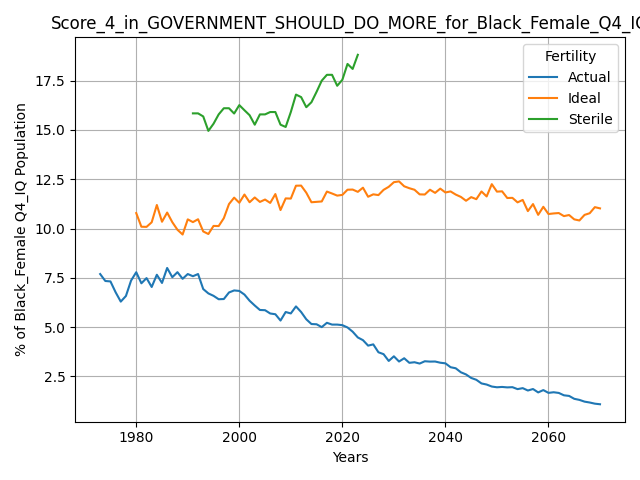 Score_4_in_GOVERNMENT_SHOULD_DO_MORE_for_Black_Female_Q4_IQ
% of Black_Female Q4_IQ Population
17.5
15.0
12.5
10.0
7.5
5.0
2.5
Fertility
Actual
Ideal
Sterile
1980
2000
2020
2040
2060
Years